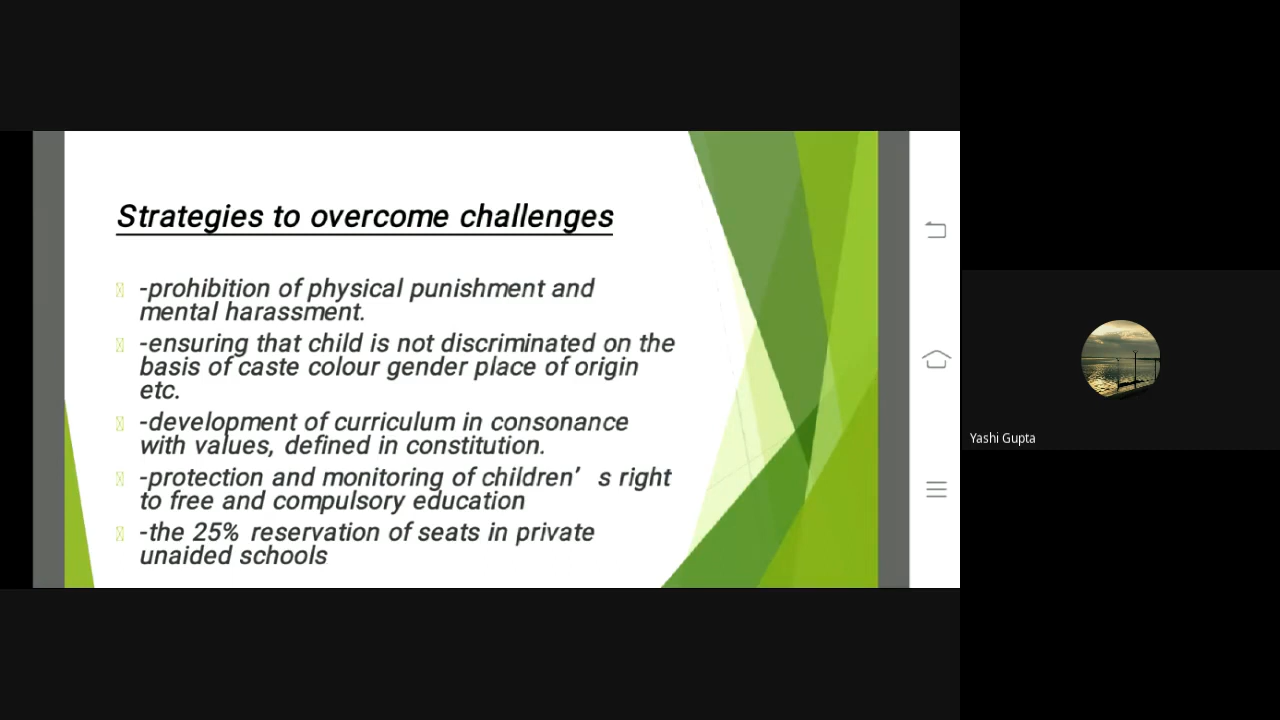 Strategies to overcome challenges
-prohibition of physical punishment and
mental harassment.
-ensuring that child is not discriminated on the
basis of caste colour gender place of origin
etc.
-development of curriculum in consonance
with values, defined in constitution.
-protection and monitoring of children’ s right
to free and compulsory education
-the 25% reservation of seats in private
unaided schools
Yashi Gupta